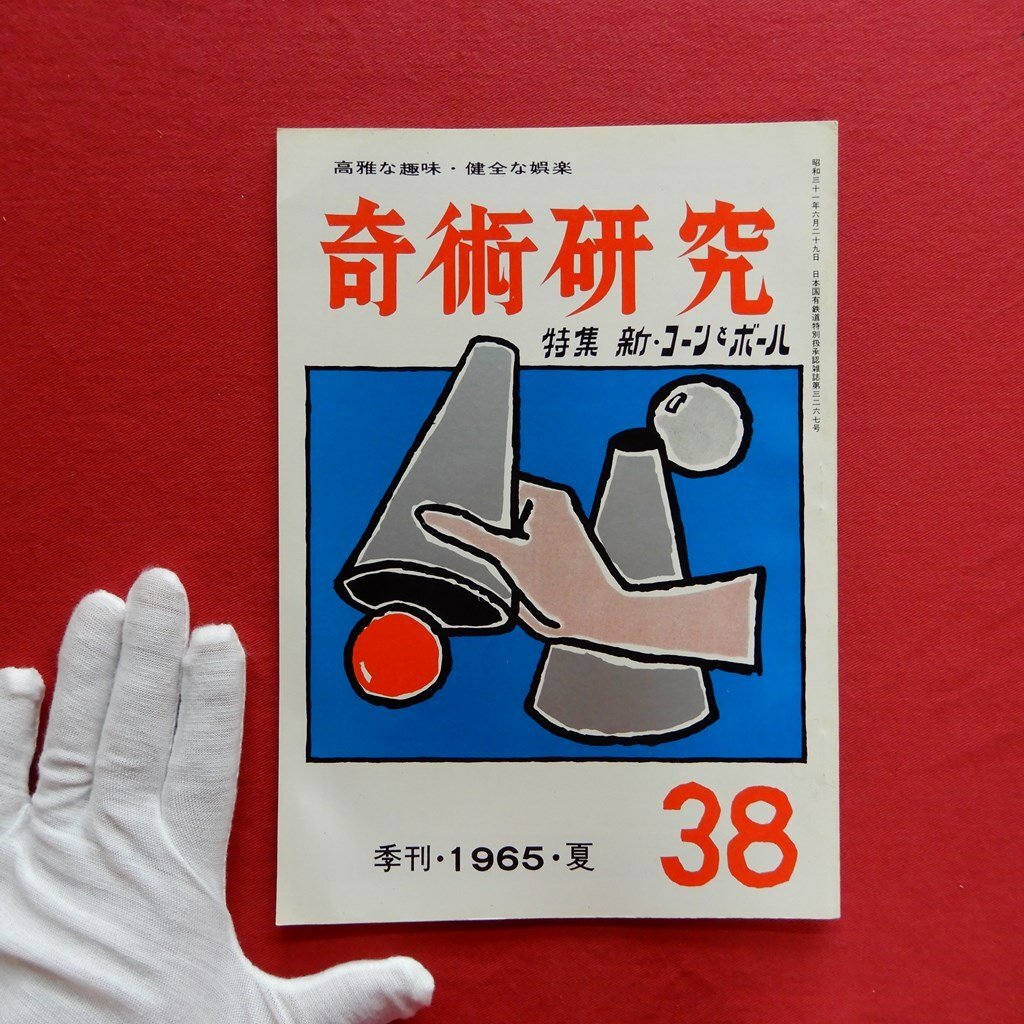 高雅な趣味・健全な娯楽
奇術研究
特集 新・コーンとボール
昭和三十一年六月二十九日 日本国有鉄道特別扱承認雑誌第三二六七号
季刊・1965・夏
38